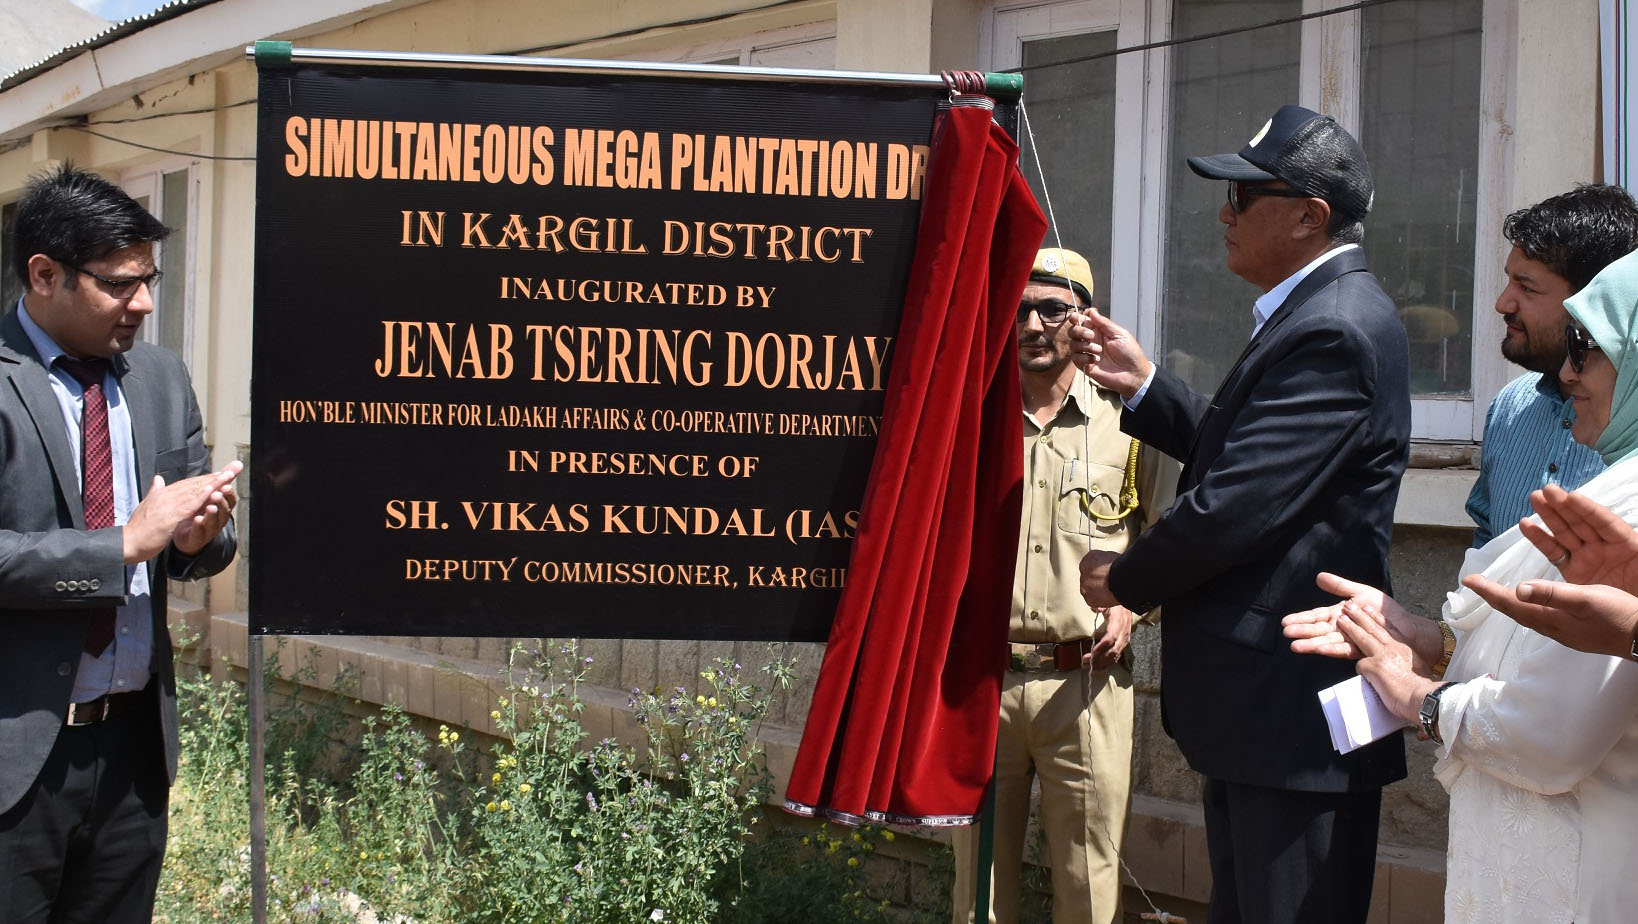 SIMULTANEOUS MEGA PLANTATION DR
IN KARGIL DISTRICT
INAUGURATED BY
JENAB TSERING DORJAY
HON'BLE MINISTER FOR LADAKH AFFAIRS & CO-OPERATIVE DEPARTMENT
IN PRESENCE OF
SH. VIKAS KUNDAL (IAS
DEPUTY COMMISSIONER, KARGIL